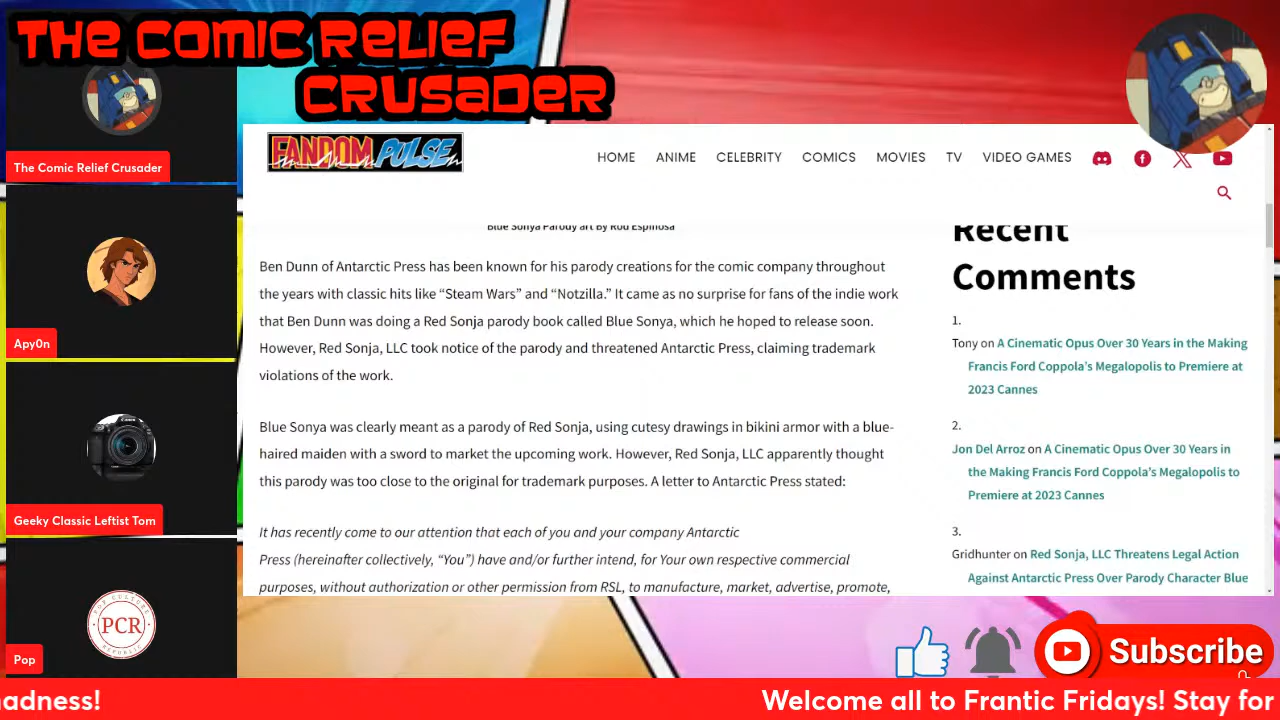 THE COMIC RELIEF
CRUSADER
The Comic Relief Crusader
Apy0n
Geeky Classic Leftist Tom
POP CULTURE
PCR
REPUBLIC
Pop
FANDOM PULSE
HOME ANIME CELEBRITY COMICS MOVIES TV VIDEO GAMES
Blue Sonya Parody art By Rod Espinosa
Ben Dunn of Antarctic Press has been known for his parody creations for the comic company throughout
the years with classic hits like “Steam Wars” and “Notzilla.” It came as no surprise for fans of the indie work
that Ben Dunn was doing a Red Sonja parody book called Blue Sonya, which he hoped to release soon.
However, Red Sonja, LLC took notice of the parody and threatened Antarctic Press, claiming trademark
violations of the work.
Blue Sonya was clearly meant as a parody of Red Sonja, using cutesy drawings in bikini armor with a blue-
haired maiden with a sword to market the upcoming work. However, Red Sonja, LLC apparently thought
this parody was too close to the original for trademark purposes. A letter to Antarctic Press stated:
It has recently come to our attention that each of you and your company Antarctic
Press (hereinafter collectively, “You”) have and/or further intend, for Your own respective commercial
purposes, without authorization or other permission from RSL, to manufacture, market, advertise, promote,
Recent
Comments
1.
Tony on A Cinematic Opus Over 30 Years in the Making
Francis Ford Coppola’s Megalopolis to Premiere at
2023 Cannes
2.
Jon Del Arroz on A Cinematic Opus Over 30 Years in
the Making Francis Ford Coppola’s Megalopolis to
Premiere at 2023 Cannes
3.
Gridhunter on Red Sonja, LLC Threatens Legal Action
Against Antarctic Press Over Parody Character Blue
Subscribe
adness! Welcome all to Frantic Fridays! Stay for